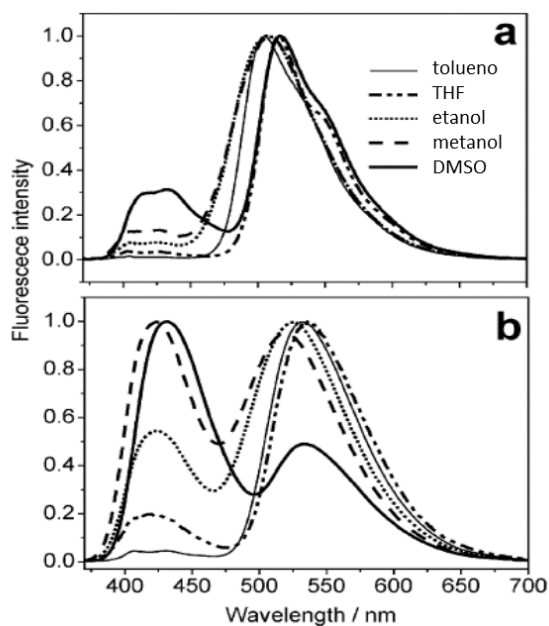 a
1.0
0.8
0.6
0.4
0.2
0.0
tolueno
THF
etanol
metanol
DMSO
Fluorescece intensity
b
1.0
0.8
0.6
0.4
0.2
0.0
400 450 500 550 600 650 700
Wavelength / nm